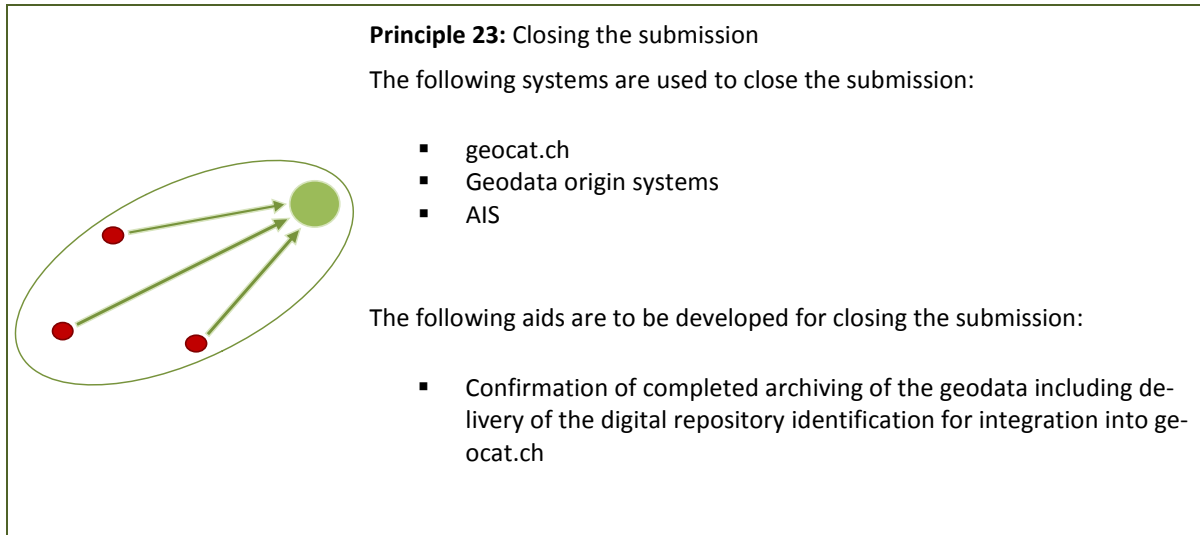 Principle 23: Closing the submission
The following systems are used to close the submission:
▪ geocat.ch
▪ Geodata origin systems
▪ AIS
The following aids are to be developed for closing the submission:
▪ Confirmation of completed archiving of the geodata including de-
livery of the digital repository identification for integration into ge-
ocat.ch